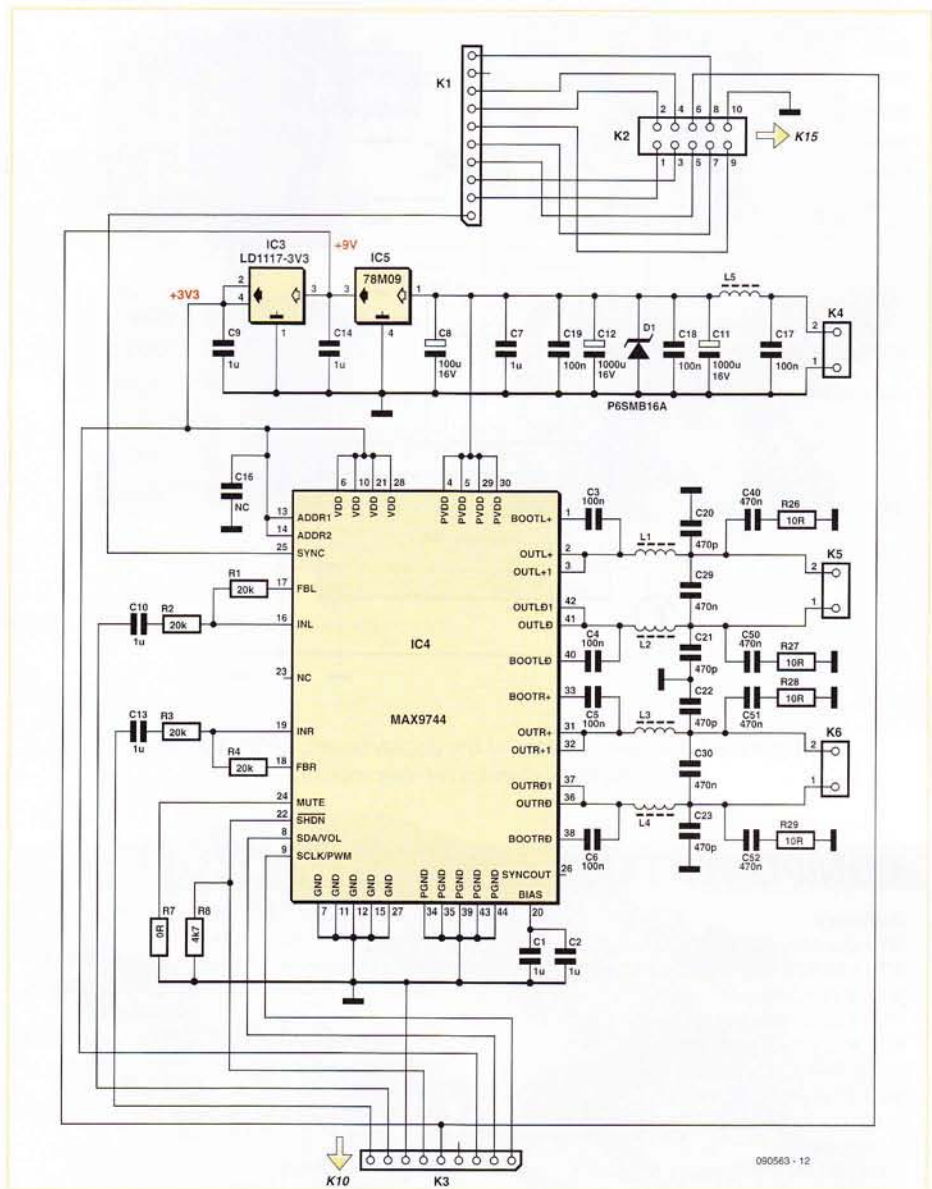 K1
2 4 6 8 10
K2
K15
1 3 5 7 9
+9V
IC3
LD1117-3V3
IC5
78M09
+3V3
2
4
3
3
1
1
4
L5
K4
2
1
C9
1u
C14
1u
C8
100u
16V
C7
1u
C19
100n
C12
1000u
16V
D1
C18
100n
C11
1000u
16V
C17
100n
P6SMB16A
C16
NC
6 10 21 28
VDD VDD VDD VDD
4 5 29 30
PVDD PVDD PVDD PVDD
13 ADDR1
14 ADDR2
25 SYNC
R1
20k
17 FBL
C10
1u
R2
20k
16 INL
23 NC
IC4
MAX9744
C13
1u
R3
20k
19 INR
R4
20k
18 FBR
24 MUTE
22 SHDN
8 SDA/VOL
9 SCLK/PWM
BOOTL+ 1
OUTL+ 2
OUTL+1 3
OUTLÐ1 42
OUTLÐ 41
BOOTLÐ 40
BOOTR+ 33
OUTR+ 31
OUTR+1 32
OUTRÐ1 37
OUTRÐ 36
BOOTRÐ 38
SYNCOUT 26
BIAS
20
C3
100n
L1
C20
470p
C40
470n
R26
10R
C29
470n
K5
2
1
C4
100n
L2
C21
470p
C50
470n
R27
10R
C5
100n
L3
C22
470p
C51
470n
R28
10R
C30
470n
K6
2
1
C6
100n
L4
C23
470p
C52
470n
R29
10R
GND GND GND GND GND
7 11 12 15 27
PGND PGND PGND PGND PGND
34 35 39 43 44
R7
0R
4k7
C1
1u
C2
1u
K10
K3
090563 - 12